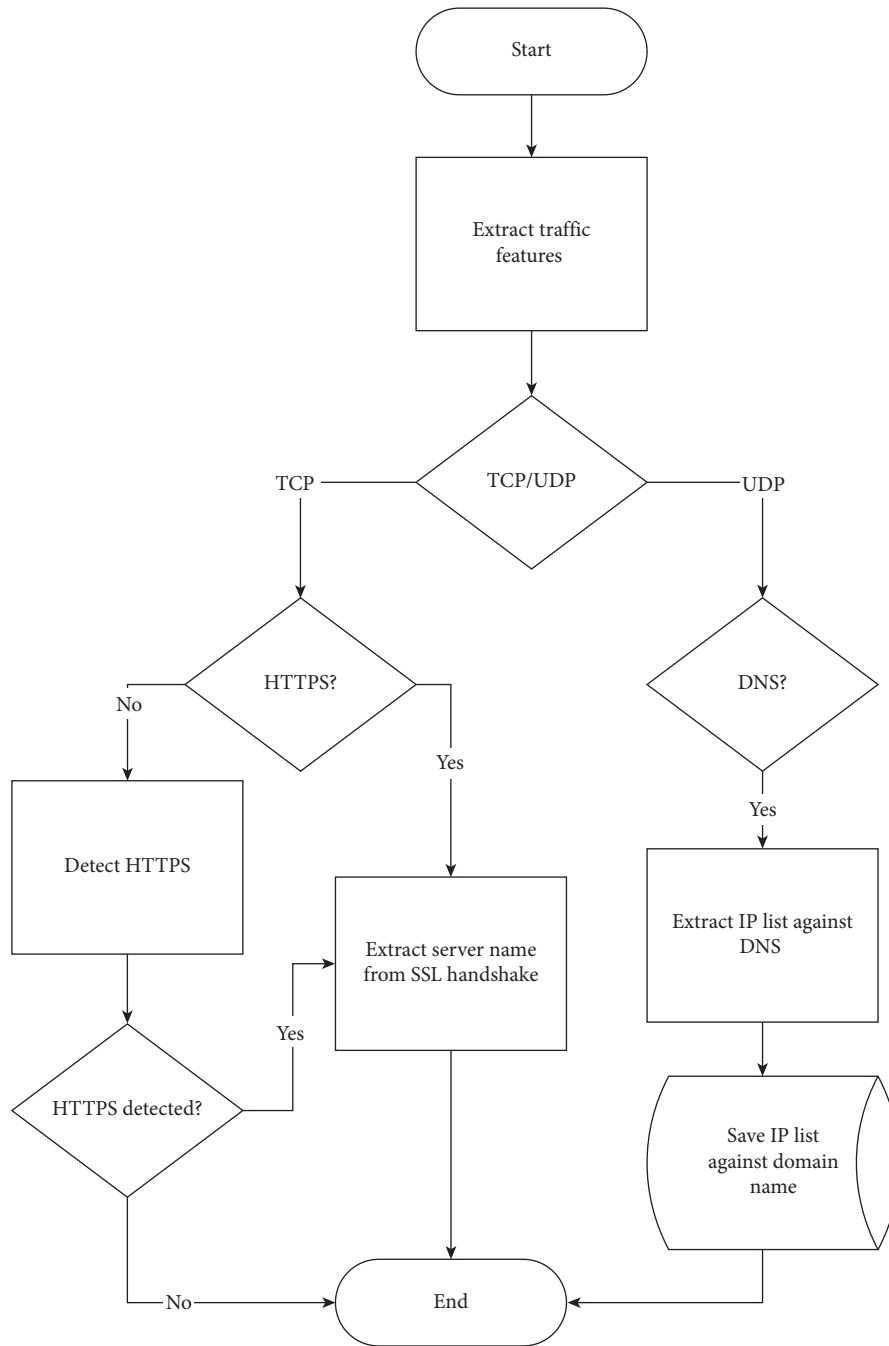 Start
Extract traffic
features
TCP/UDP
TCP
UDP
HTTPS?
DNS?
No
Yes
Yes
Detect HTTPS
Extract server name
from SSL handshake
Extract IP list against
DNS
Yes
HTTPS detected?
Save IP list
against domain
name
No
End